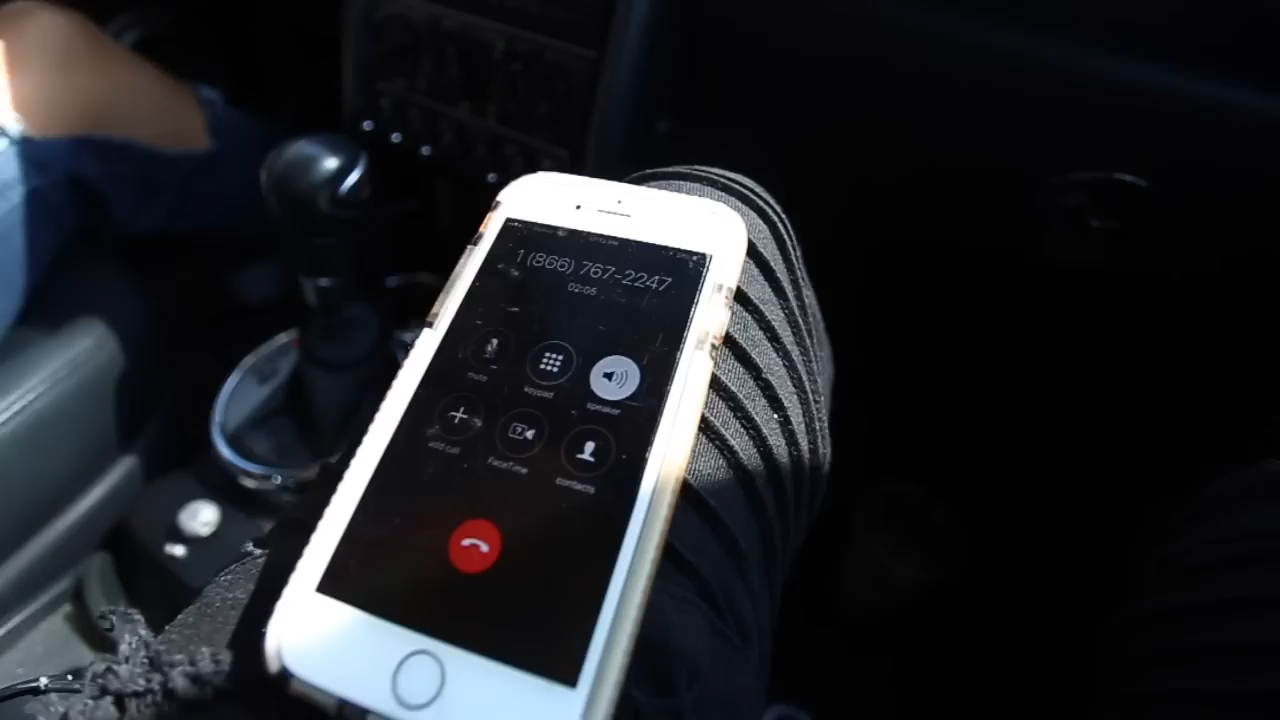 1 (866) 767-2247
02:05
mute keypad speaker
add call FaceTime contacts